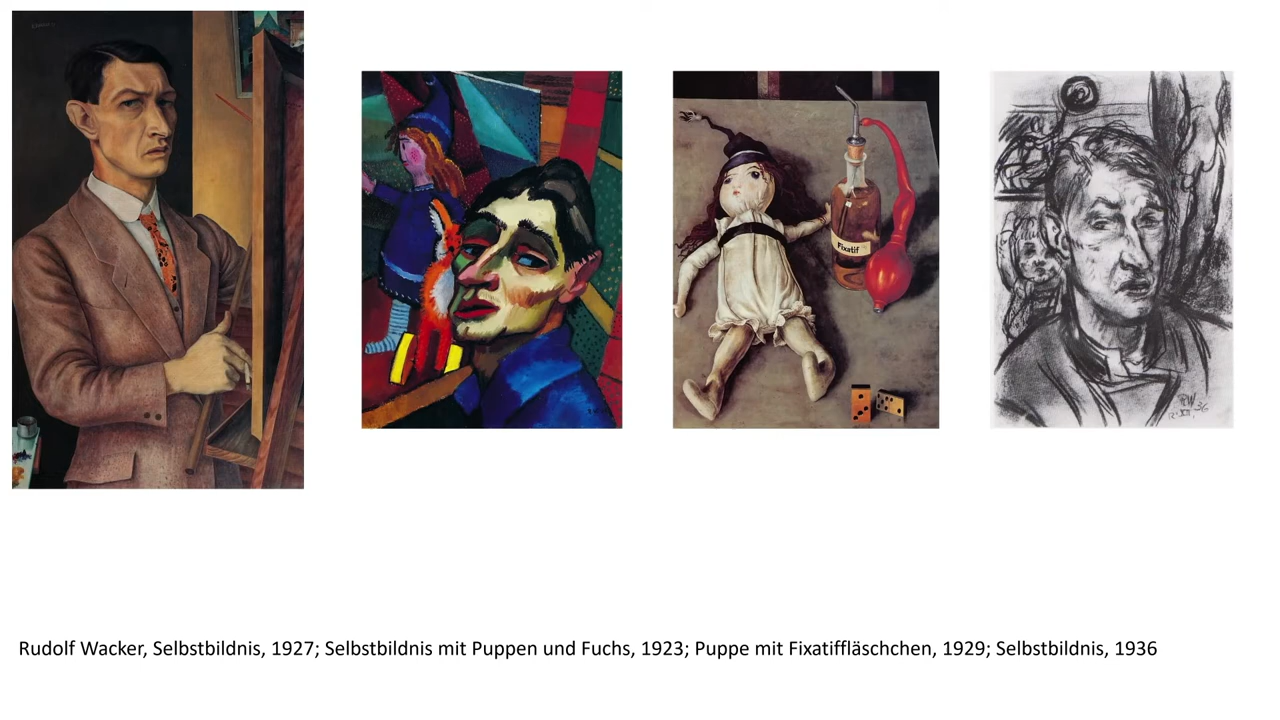 Fixatif
Rudolf Wacker, Selbstbildnis, 1927; Selbstbildnis mit Puppen und Fuchs, 1923; Puppe mit Fixatiffläschchen, 1929; Selbstbildnis, 1936